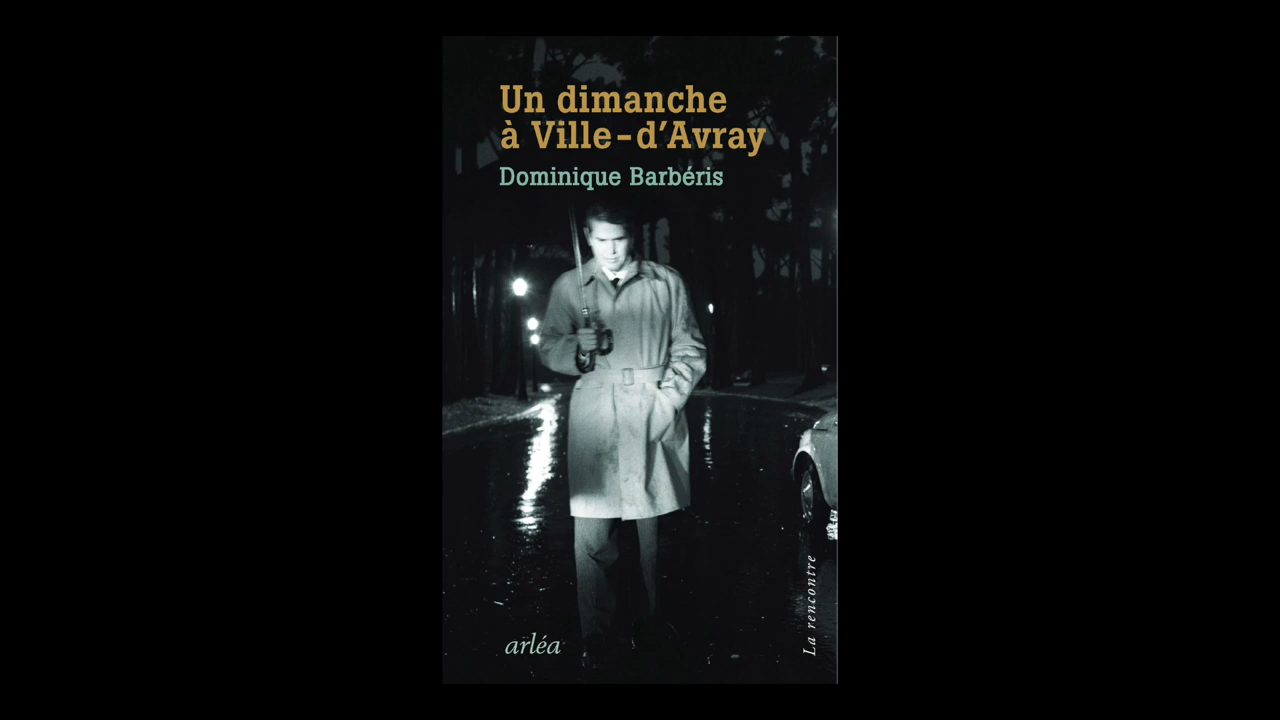 Un dimanche
à Ville-d'Avray
Dominique Barbéris
La rencontre
arléa